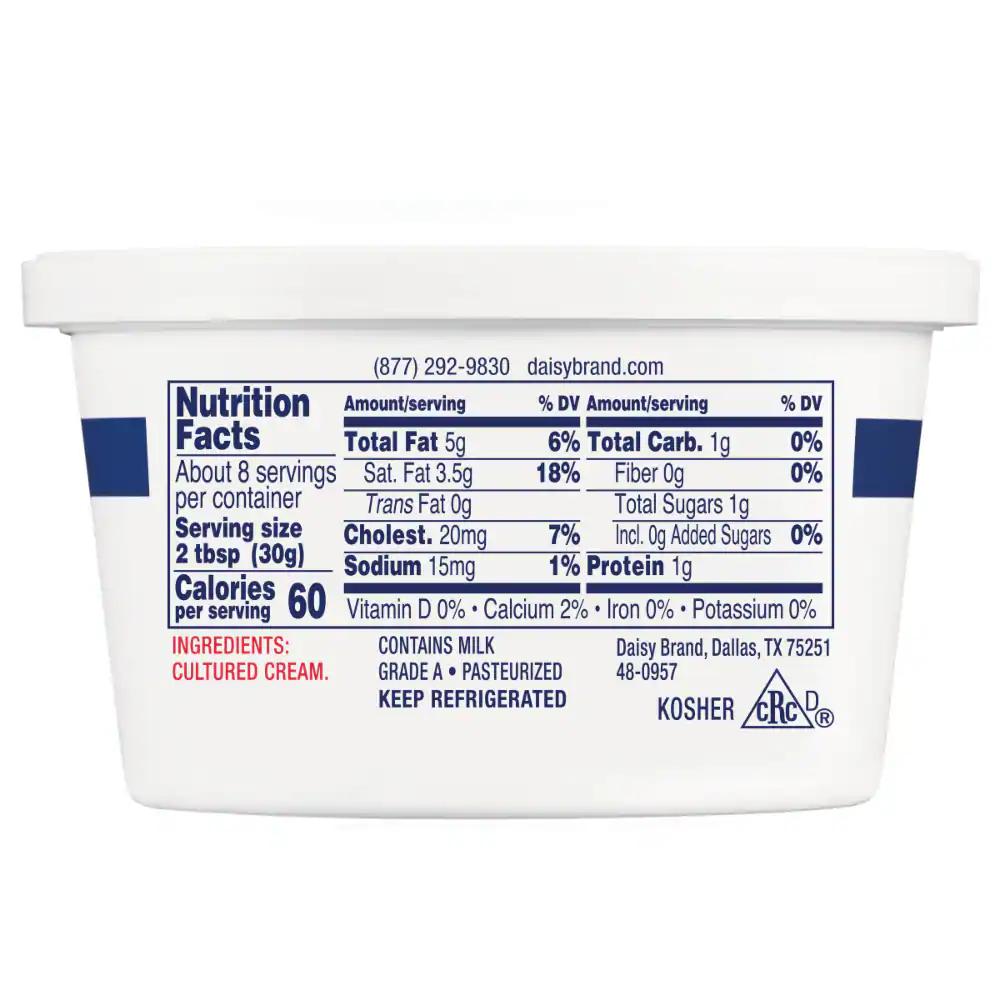 (877) 292-9830 daisybrand.com
Nutrition
Facts
About 8 servings
per container
Serving size
2 tbsp (30g)
Calories
per serving 60
Amount/serving % DV
Total Fat 5g 6%
Sat. Fat 3.5g 18%
Trans Fat 0g
Cholest. 20mg 7%
Sodium 15mg 1%
Amount/serving % DV
Total Carb. 1g 0%
Fiber 0g 0%
Total Sugars 1g
Incl. 0g Added Sugars 0%
Protein 1g
Vitamin D 0% • Calcium 2% • Iron 0% • Potassium 0%
INGREDIENTS:
CULTURED CREAM.
CONTAINS MILK
GRADE A • PASTEURIZED
KEEP REFRIGERATED
Daisy Brand, Dallas, TX 75251
48-0957
KOSHER cRc D ®